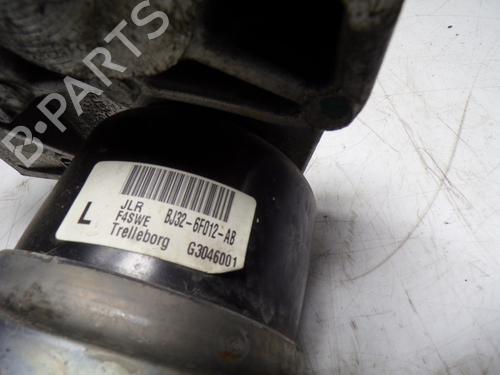 B-PARTS
JLR
F4SWE BJ32-6F012-AB
L Trelleborg G3046001